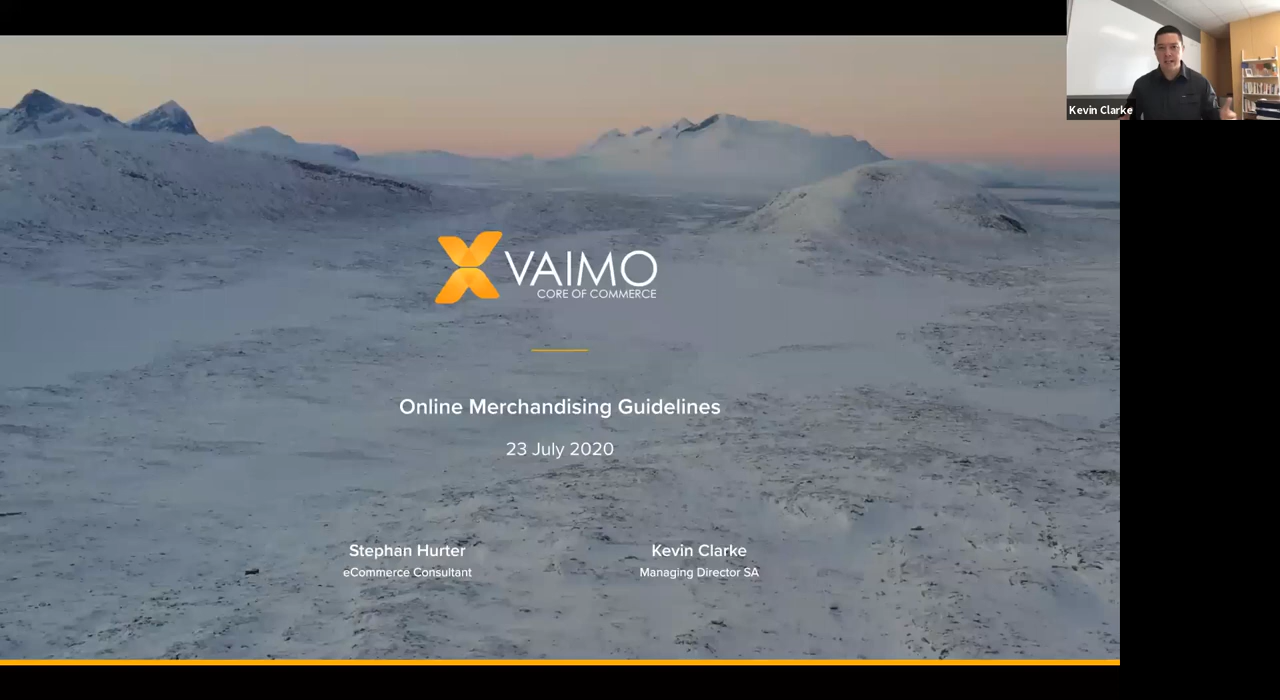 Kevin Clarke
VAIMO
CORE OF COMMERCE
Online Merchandising Guidelines
23 July 2020
Stephan Hurter
eCommerce Consultant
Kevin Clarke
Managing Director SA